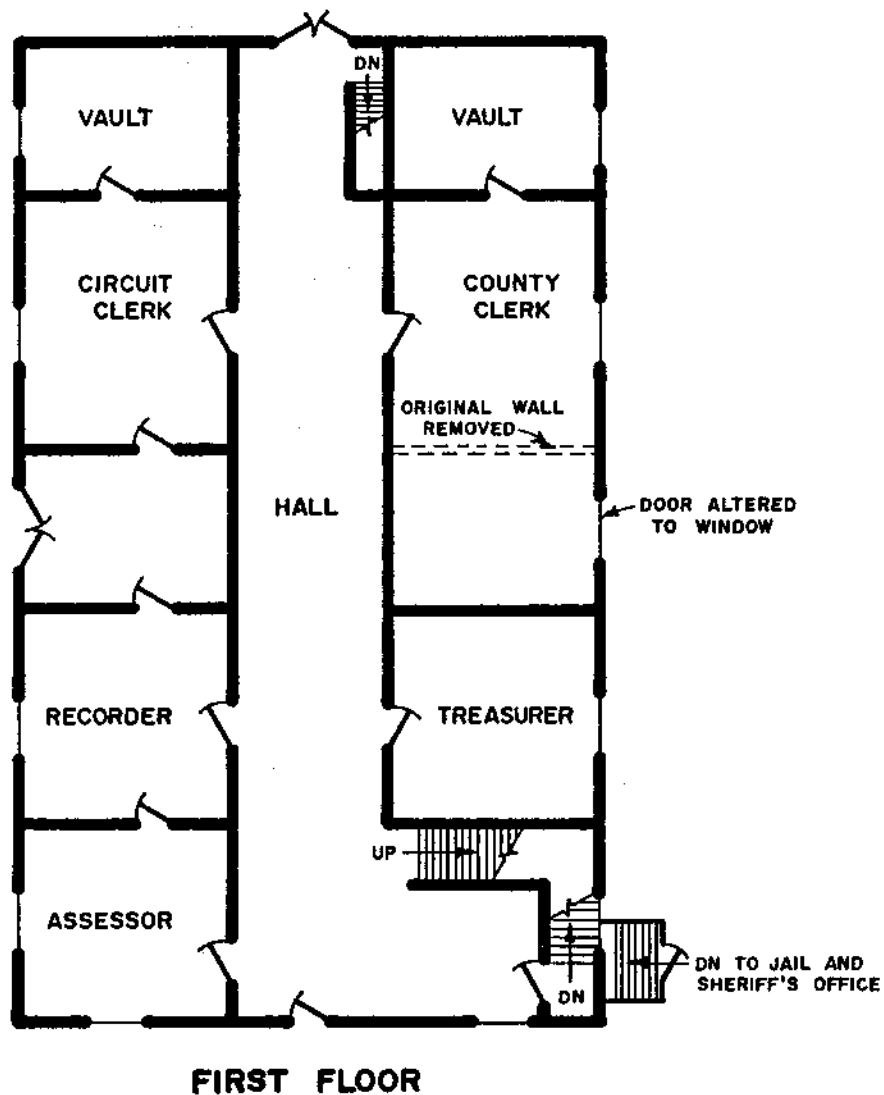 DN
VAULT
VAULT
CIRCUIT
CLERK
COUNTY
CLERK
ORIGINAL WALL
REMOVED
HALL
DOOR ALTERED
TO WINDOW
RECORDER
TREASURER
UP
ASSESSOR
DN TO JAIL AND
SHERIFF'S OFFICE
DN
FIRST FLOOR